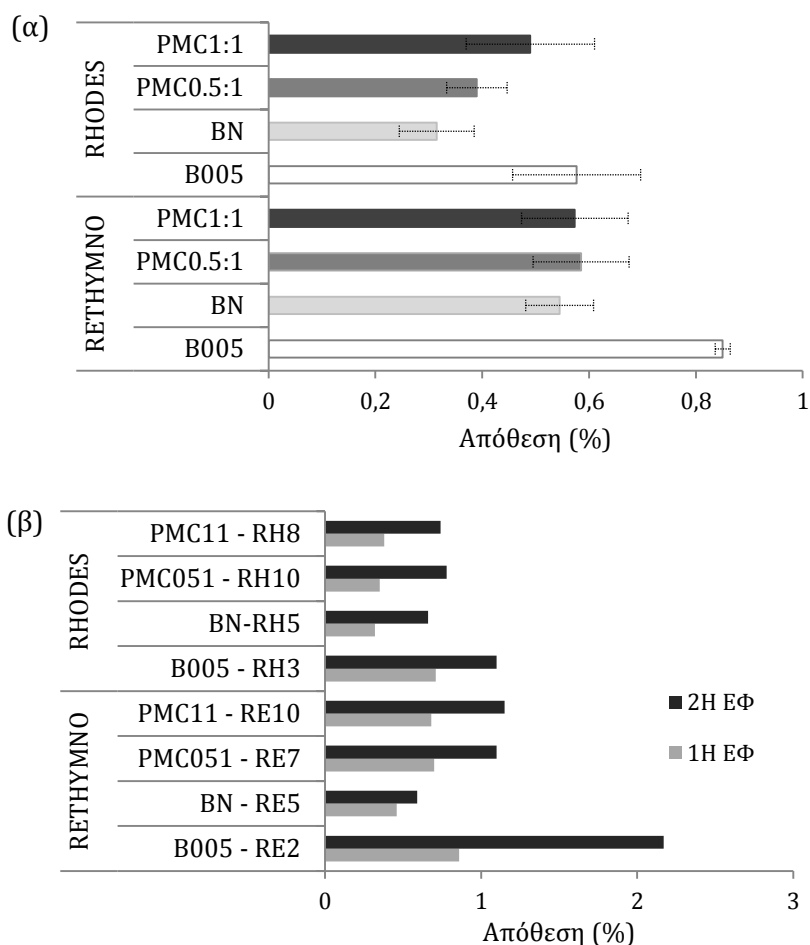 (α)
RHODES
PMC1:1
PMC0.5:1
BN
B005
RETHYMNO
PMC1:1
PMC0.5:1
BN
B005
0 0,2 0,4 0,6 0,8 1
Απόθεση (%)
(β)
RHODES
PMC11 - RH8
PMC051 - RH10
BN-RH5
B005 - RH3
RETHYMNO
PMC11 - RE10
PMC051 - RE7
BN - RE5
B005 - RE2
2Η ΕΦ
1Η ΕΦ
0 1 2 3
Απόθεση (%)